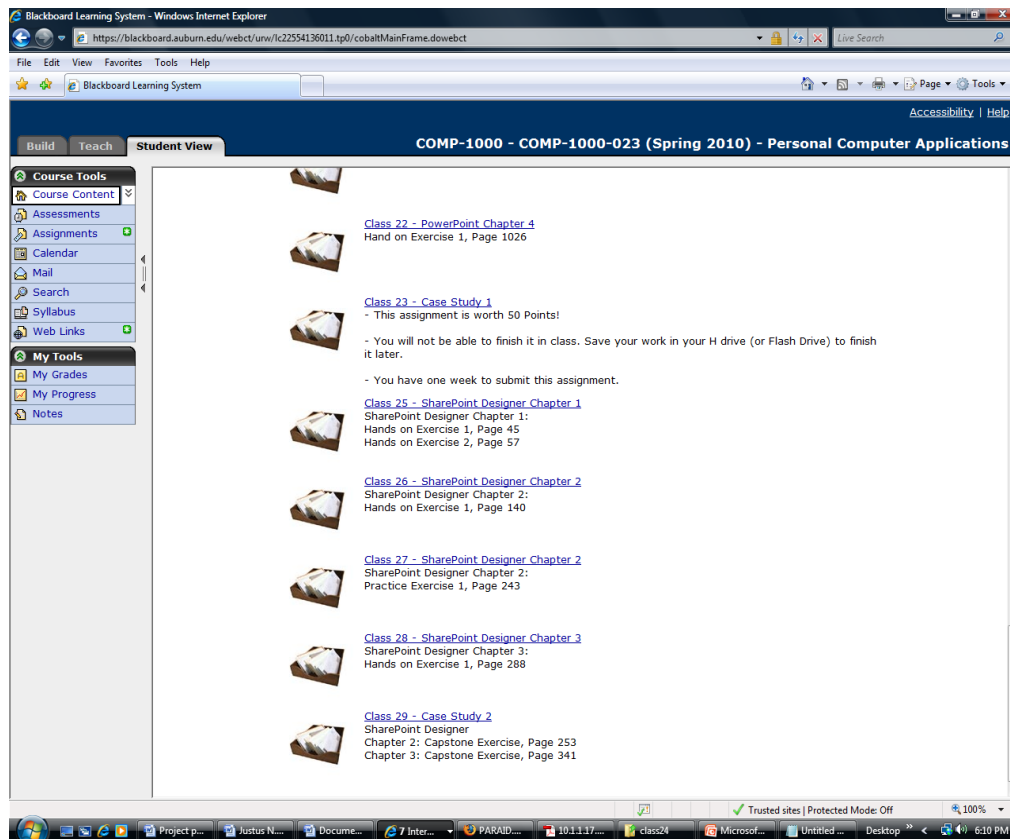 Blackboard Learning System - Windows Internet Explorer
https://blackboard.auburn.edu/webct/urw/lc22554136011.tp0/cobaltMainFrame.dowebct
Live Search
File Edit View Favorites Tools Help
Blackboard Learning System
Page Tools
Accessibility | Help
Build Teach Student View
COMP-1000 - COMP-1000-023 (Spring 2010) - Personal Computer Applications
Course Tools
Course Content
Assessments
Assignments
Calendar
Mail
Search
Syllabus
Web Links
My Tools
My Grades
My Progress
Notes
Class 22 - PowerPoint Chapter 4
Hand on Exercise 1, Page 1026
Class 23 - Case Study 1
- This assignment is worth 50 Points!
- You will not be able to finish it in class. Save your work in your H drive (or Flash Drive) to finish
it later.
- You have one week to submit this assignment.
Class 25 - SharePoint Designer Chapter 1
SharePoint Designer Chapter 1:
Hands on Exercise 1, Page 45
Hands on Exercise 2, Page 57
Class 26 - SharePoint Designer Chapter 2
SharePoint Designer Chapter 2:
Hands on Exercise 1, Page 140
Class 27 - SharePoint Designer Chapter 2
SharePoint Designer Chapter 2:
Practice Exercise 1, Page 243
Class 28 - SharePoint Designer Chapter 3
SharePoint Designer Chapter 3:
Hands on Exercise 1, Page 288
Class 29 - Case Study 2
SharePoint Designer
Chapter 2: Capstone Exercise, Page 253
Chapter 3: Capstone Exercise, Page 341
Trusted sites | Protected Mode: Off
100%
Project p... Justus N.... Docume... 7 Inter... PARAID.... 10.1.1.17.... class24 Microsof... Untitled ... Desktop » 6:10 PM